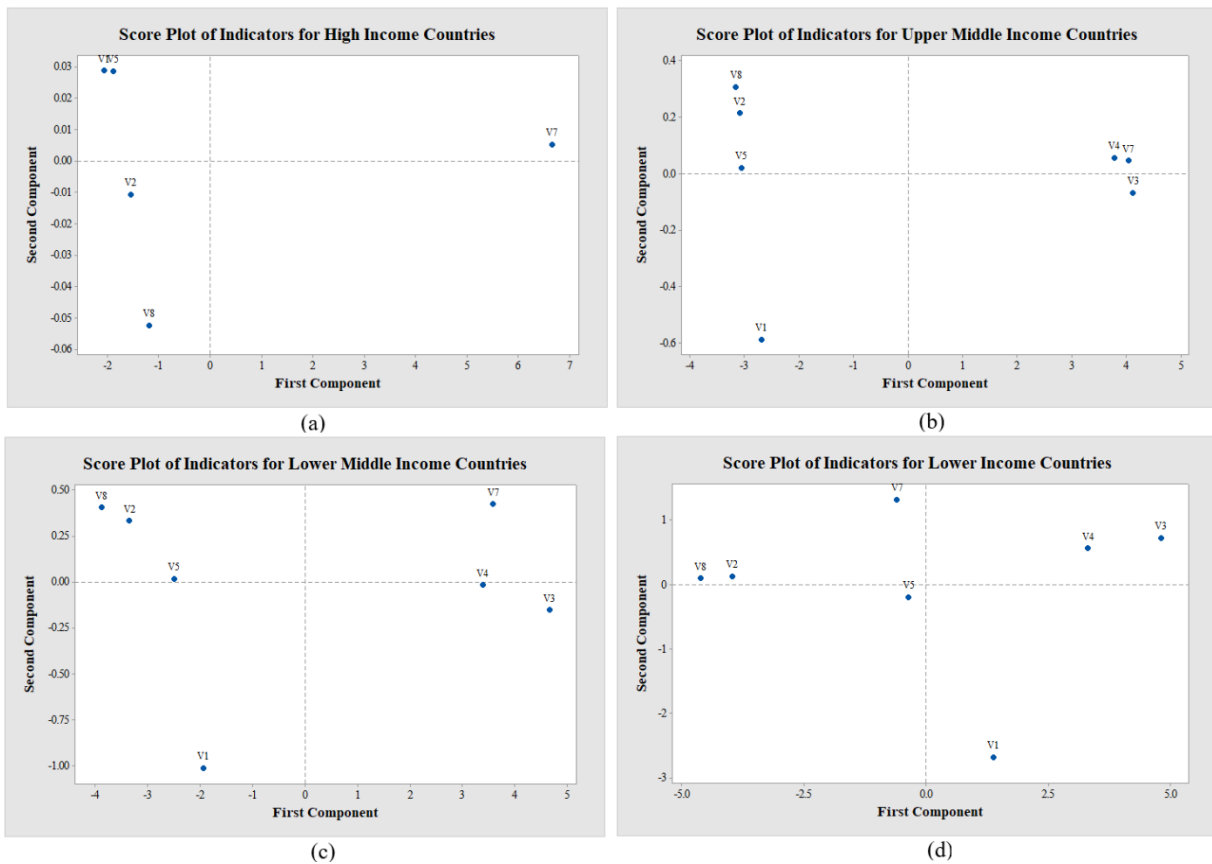 Score Plot of Indicators for High Income Countries
0.03
0.02
0.01
0.00
-0.01
-0.02
-0.03
-0.04
-0.05
-0.06
Second Component
V1 V5
V7
V2
V8
-2 -1 0 1 2 3 4 5 6 7
First Component
(a)
Score Plot of Indicators for Upper Middle Income Countries
0.4
0.2
0.0
-0.2
-0.4
-0.6
Second Component
V8
V2
V5
V4 V7
V3
V1
-4 -3 -2 -1 0 1 2 3 4 5
First Component
(b)
Score Plot of Indicators for Lower Middle Income Countries
0.50
0.25
0.00
-0.25
-0.50
-0.75
-1.00
Second Component
V8
V2
V7
V5
V4
V3
V1
-4 -3 -2 -1 0 1 2 3 4 5
First Component
(c)
Score Plot of Indicators for Lower Income Countries
1
0
-1
-2
-3
Second Component
V7
V3
V4
V8 V2
V5
V1
-5.0 -2.5 0.0 2.5 5.0
First Component
(d)